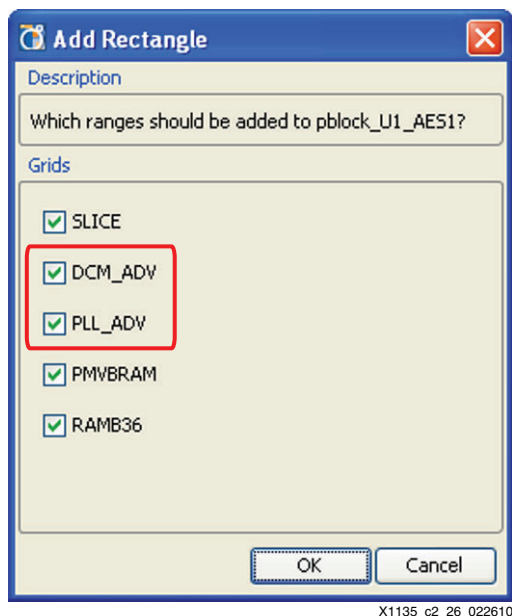 Add Rectangle
Description
Which ranges should be added to pblock_U1_AES1?
Grids
SLICE
DCM_ADV
PLL_ADV
PMVBRAM
RAMB36
OK Cancel
X1135_c2_26_022610